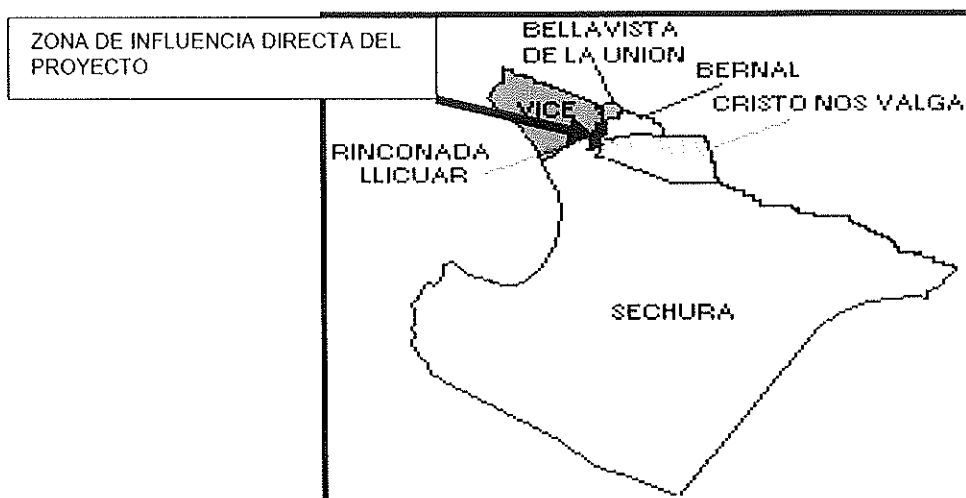 ZONA DE INFLUENCIA DIRECTA DEL
PROYECTO
BELLAVISTA
DE LA UNION
BERNAL
VICE
CRISTO NOS VALGA
RINCONADA
LLICUAR
SECHURA